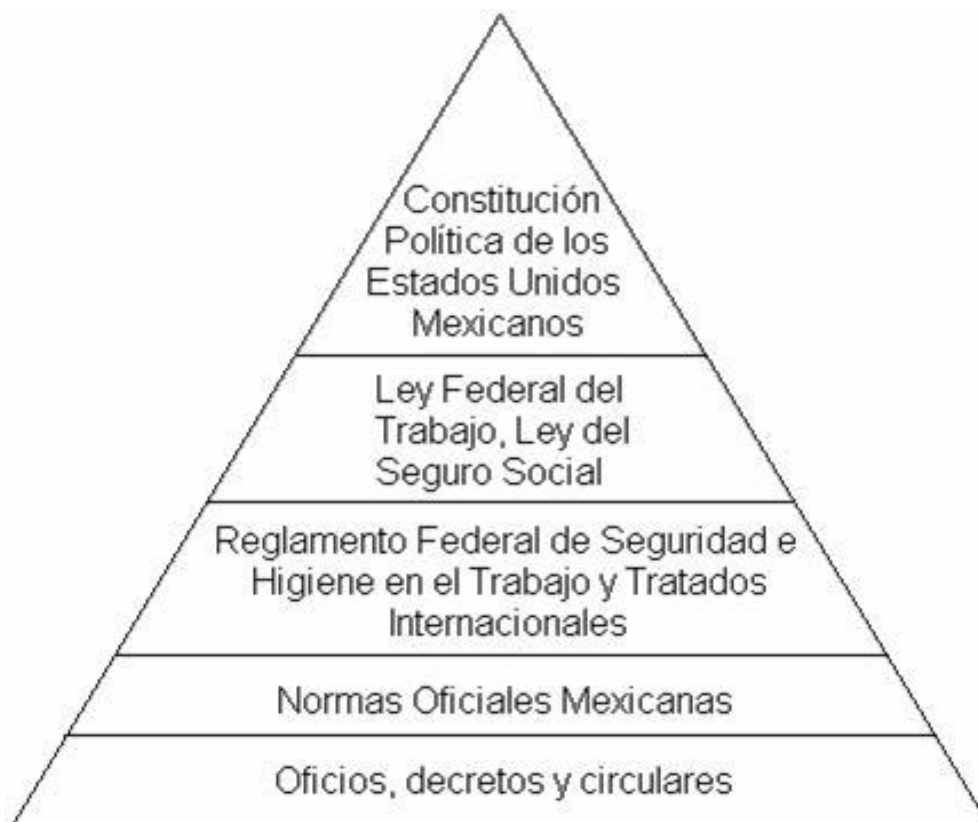 Constitución
Política de los
Estados Unidos
Mexicanos
Ley Federal del
Trabajo, Ley del
Seguro Social
Reglamento Federal de Seguridad e
Higiene en el Trabajo y Tratados
Internacionales
Normas Oficiales Mexicanas
Oficios, decretos y circulares